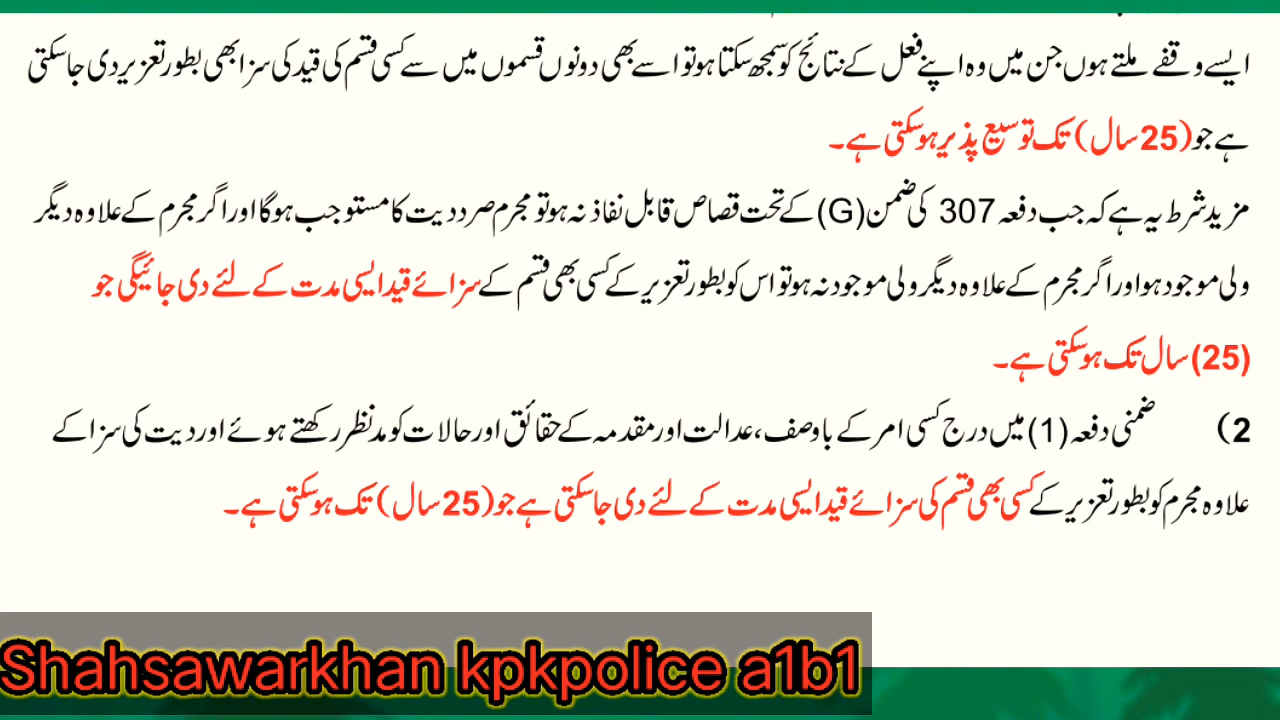 ایسے وقفے ملتے ہوں جن میں وہ اپنے فعل کے نتائج کو سمجھ سکتا ہو تو اسے بھی دونوں قسموں میں سے کسی قسم کی قید کی سزا بھی بطور تعزیر دی جاسکتی
ہے جو (25 سال) تک توسیع پذیر ہوسکتی ہے۔
مزید شرط یہ ہے کہ جب دفعہ 307 کی ضمن (G) کے تحت قصاص قابل نفاذ نہ ہو تو مجرم صرد دیت کا مستوجب ہوگا اور اگر مجرم کے علاوہ دیگر
ولی موجود ہو اور اگر مجرم کے علاوہ دیگر ولی موجود نہ ہو تو اس کو بطور تعزیر کے کسی بھی قسم کے سزائے قید ایسی مدت کے لئے دی جائیگی جو
(25) سال تک ہوسکتی ہے۔
2) ضمنی دفعہ (1) میں درج کسی امر کے باوصف، عدالت اور مقدمہ کے حقائق اور حالات کو مدنظر رکھتے ہوئے اور دیت کی سزا کے
علاوہ مجرم کو بطور تعزیر کے کسی بھی قسم کی سزائے قید ایسی مدت کے لئے دی جاسکتی ہے جو (25 سال) تک ہوسکتی ہے۔
Shahsawarkhan kpkpolice a1b1